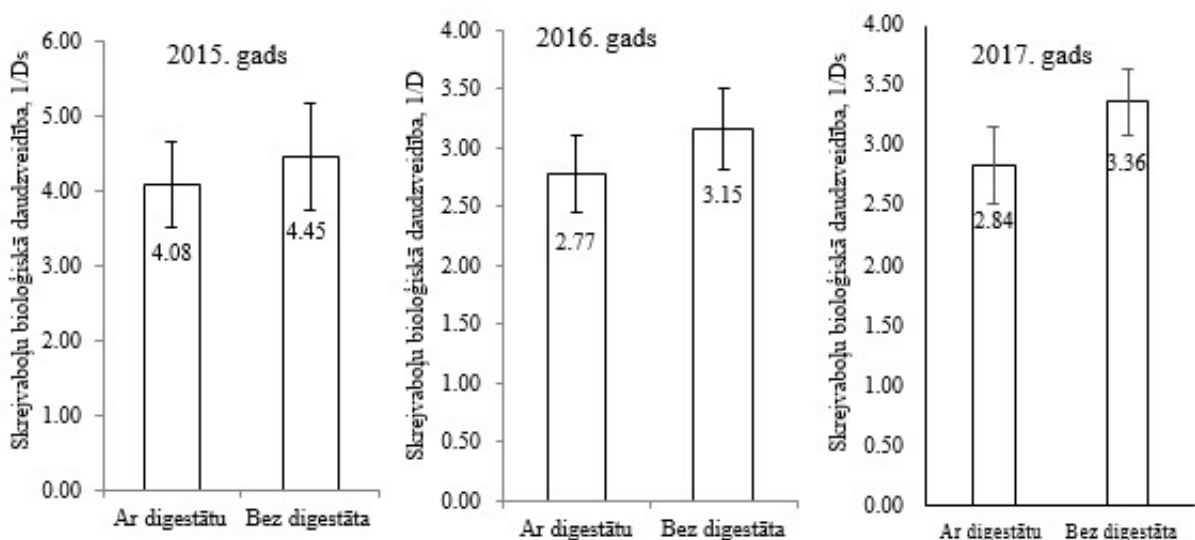 Skrejvaboļu bioloģiskā daudzveidība, 1/Ds
6.00
5.00
4.00
3.00
2.00
1.00
0.00
2015. gads
4.08
4.45
Ar digestātu
Bez digestāta
Skrejvaboļu bioloģiskā daudzveidība, 1/D
4.00
3.50
3.00
2.50
2.00
1.50
1.00
0.50
0.00
2016. gads
2.77
3.15
Ar digestātu
Bez digestāta
Skrejvaboļu bioloģiskā daudzveidība, 1/Ds
4.00
3.50
3.00
2.50
2.00
1.50
1.00
0.50
0.00
2017. gads
2.84
3.36
Ar digestātu
Bez digestāta